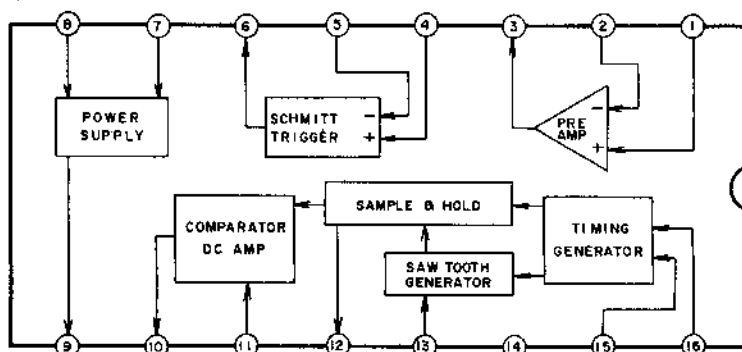 8 7 6 5 4 3 2 1
POWER
SUPPLY
SCHMITT −
TRIGGER +
−
PRE
AMP
+
COMPARATOR
DC AMP
SAMPLE & HOLD
SAW TOOTH
GENERATOR
TIMING
GENERATOR
9 10 11 12 13 14 15 16